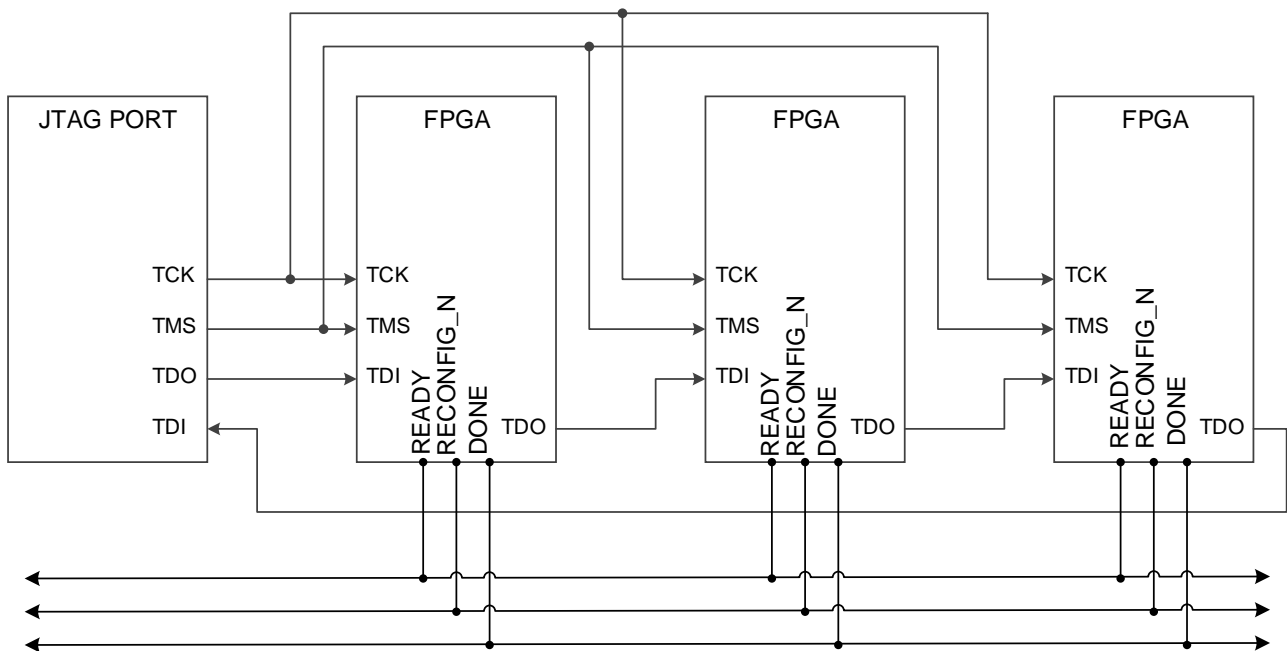 JTAG PORT
TCK
TMS
TDO
TDI
FPGA
TCK
TMS
TDI
READY
RECONFIG_N
DONE
TDO
FPGA
TCK
TMS
TDI
READY
RECONFIG_N
DONE
TDO
FPGA
TCK
TMS
TDI
READY
RECONFIG_N
DONE
TDO